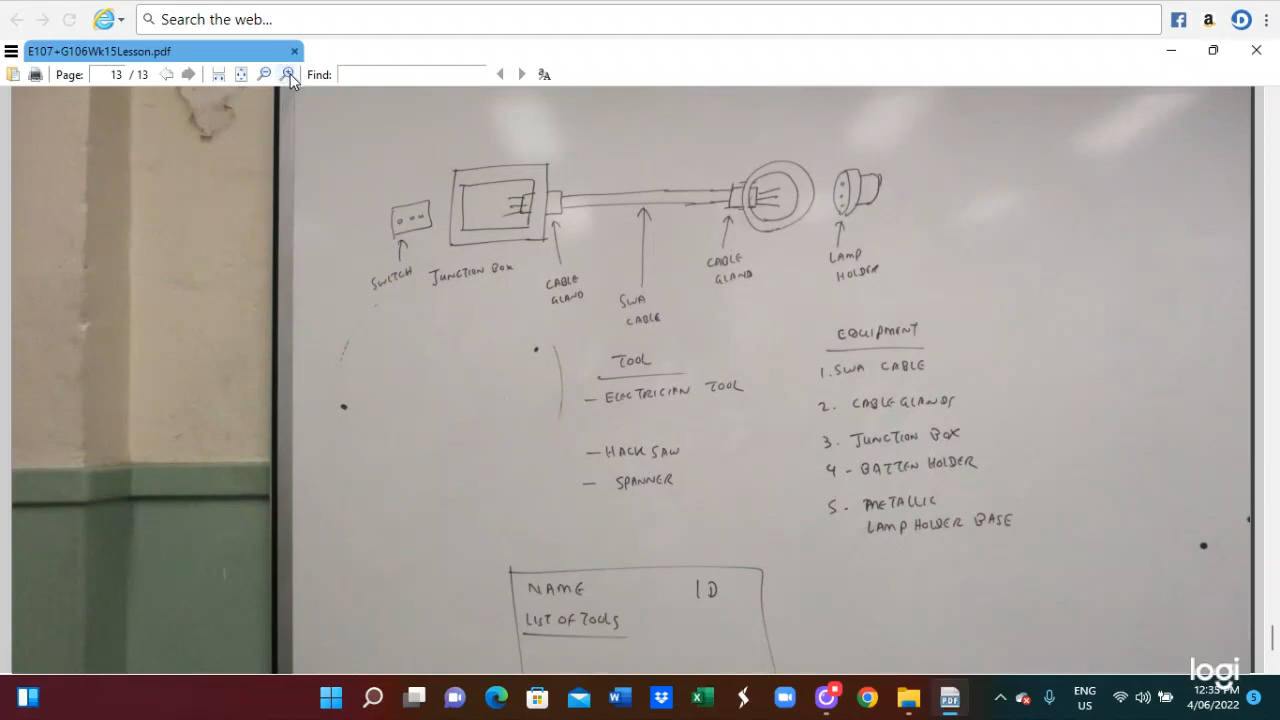 Search the web...
E107+G106Wk15Lesson.pdf
Page: 13 / 13
Find:
SWITCH
JUNCTION BOX
CABLE
GLAND
SWA
CABLE
CABLE
GLAND
LAMP
HOLDER
TOOL
- ELECTRICIAN TOOL
- HACK SAW
- SPANNER
EQUIPMENT
1. SWA CABLE
2. CABLE GLANDS
3. JUNCTION BOX
4 - BATTEN HOLDER
5. METALLIC
LAMP HOLDER BASE
NAME ID
LIST OF TOOLS
logi
ENG
US
12:35 PM
4/06/2022
5